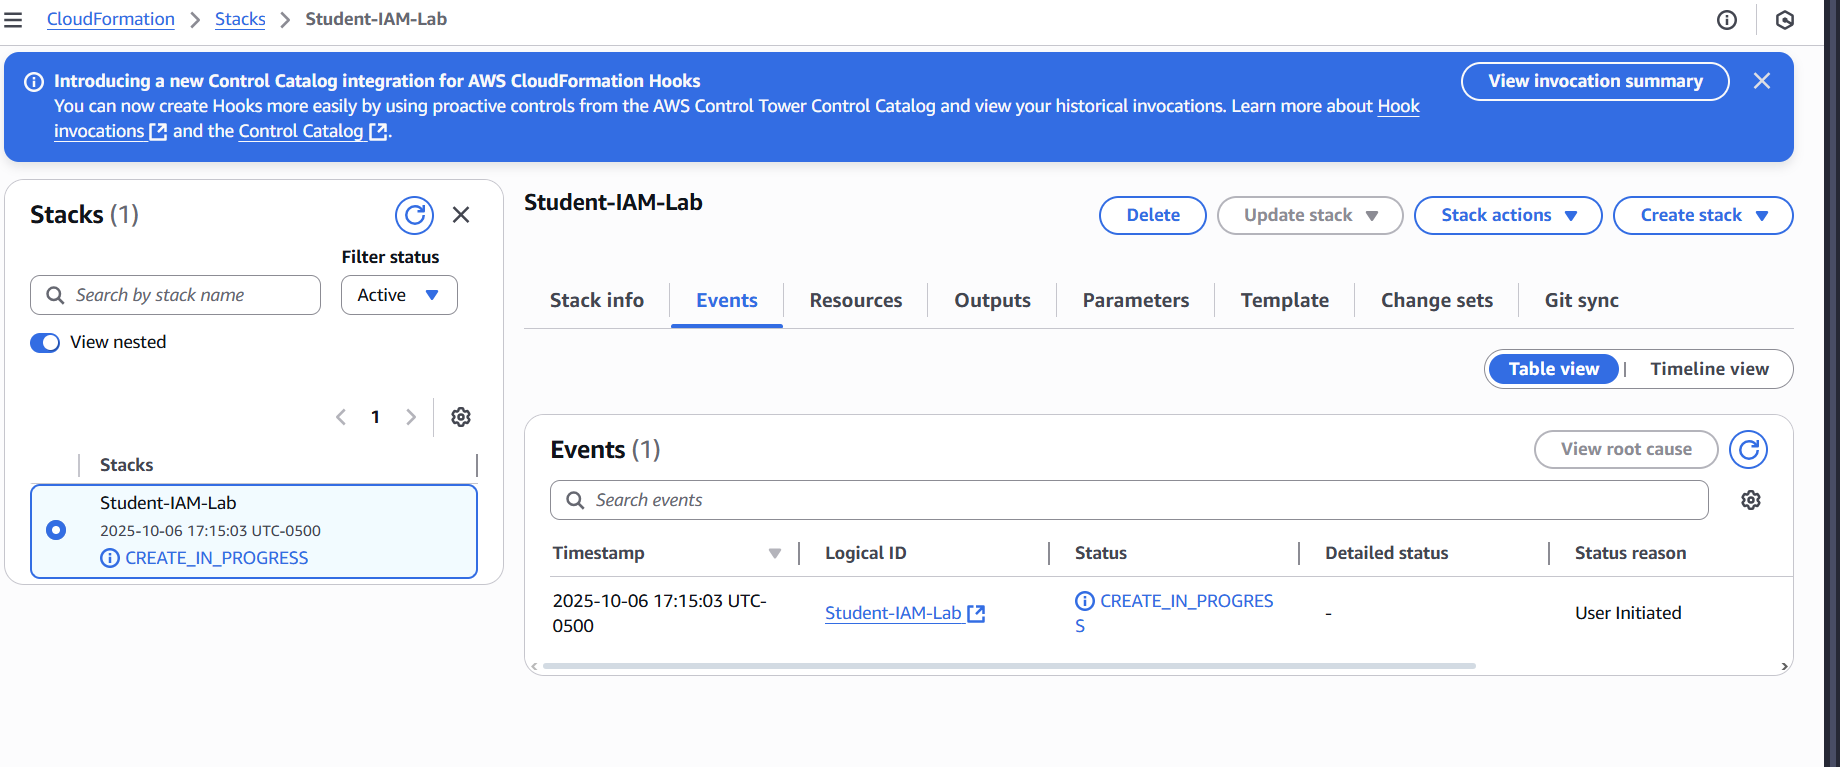 CloudFormation > Stacks > Student-IAM-Lab
Introducing a new Control Catalog integration for AWS CloudFormation Hooks
You can now create Hooks more easily by using proactive controls from the AWS Control Tower Control Catalog and view your historical invocations. Learn more about Hook
invocations and the Control Catalog.
View invocation summary
Stacks (1)
Filter status
Search by stack name
Active
View nested
1
Stacks
Student-IAM-Lab
2025-10-06 17:15:03 UTC-0500
CREATE_IN_PROGRESS
Student-IAM-Lab
Delete
Update stack
Stack actions
Create stack
Stack info
Events
Resources
Outputs
Parameters
Template
Change sets
Git sync
Table view | Timeline view
Events (1)
View root cause
Search events
Timestamp
Logical ID
Status
Detailed status
Status reason
2025-10-06 17:15:03 UTC-
0500
Student-IAM-Lab
CREATE_IN_PROGRES
S
-
User Initiated